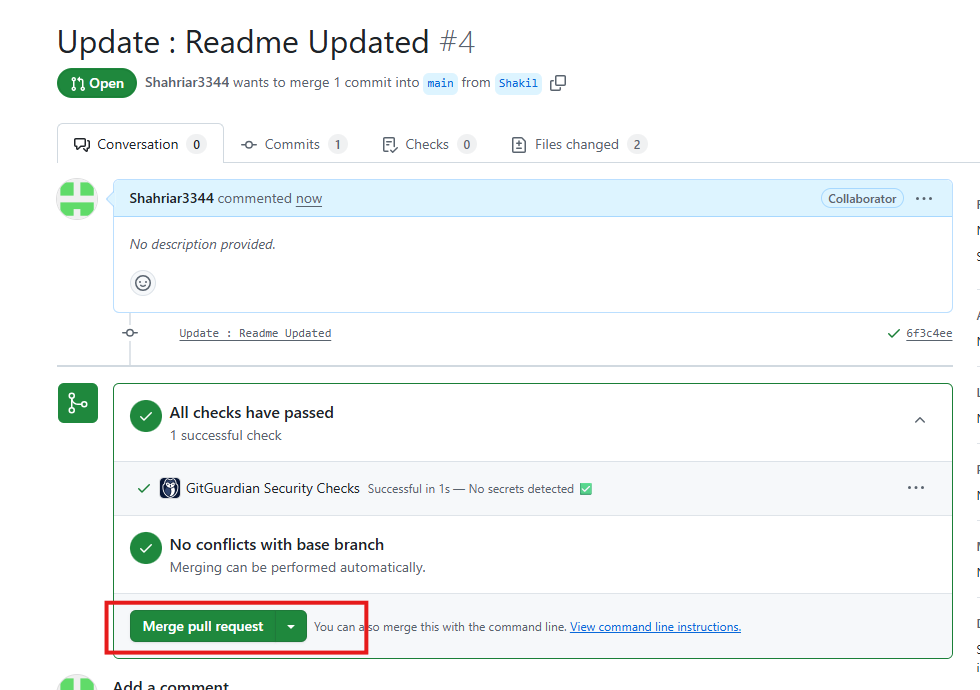 Update : Readme Updated #4
Open Shahriar3344 wants to merge 1 commit into main from Shakil
Conversation 0 Commits 1 Checks 0 Files changed 2
Shahriar3344 commented now Collaborator
No description provided.
Update : Readme Updated 6f3c4ee
All checks have passed
1 successful check
GitGuardian Security Checks Successful in 1s — No secrets detected ✅
No conflicts with base branch
Merging can be performed automatically.
Merge pull request You can also merge this with the command line. View command line instructions.
Add a comment